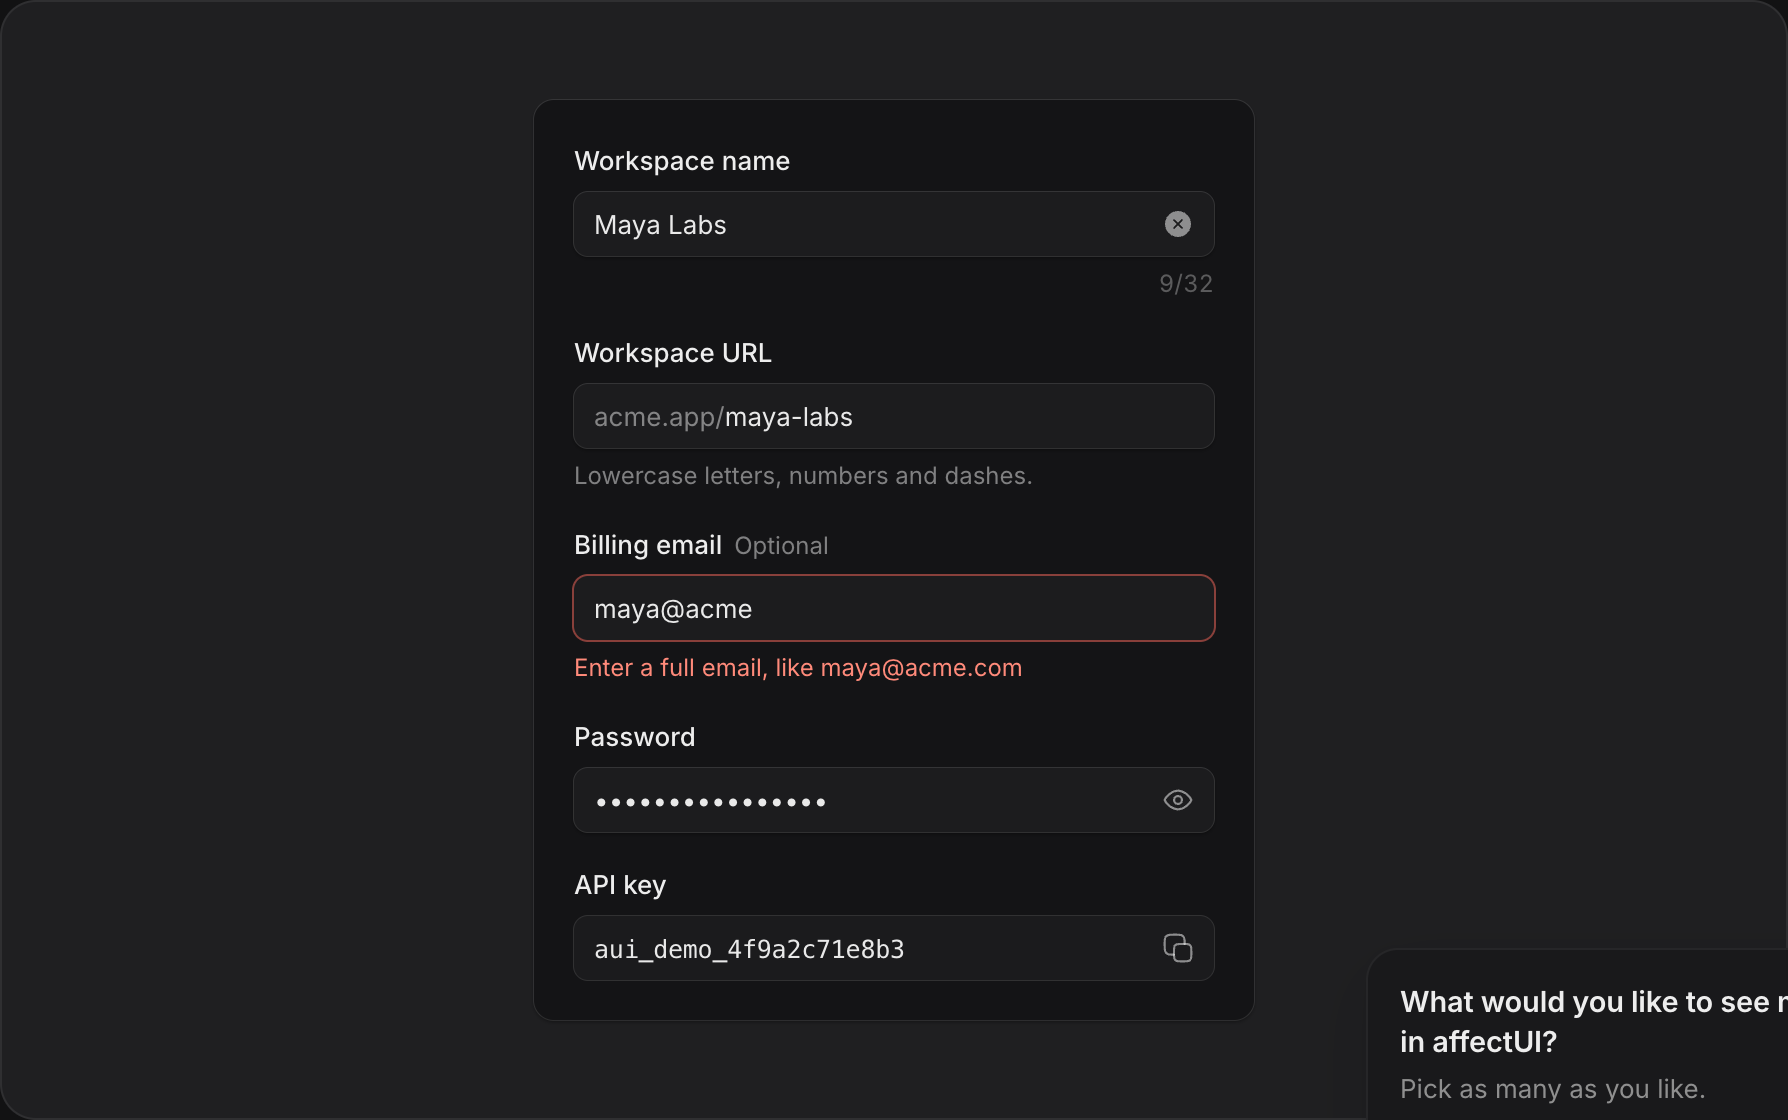 Workspace name
Maya Labs
9/32
Workspace URL
acme.app/maya-labs
Lowercase letters, numbers and dashes.
Billing email Optional
maya@acme
Enter a full email, like maya@acme.com
Password
••••••••••••••••
API key
aui_demo_4f9a2c71e8b3
What would you like to see
in affectUI?
Pick as many as you like.